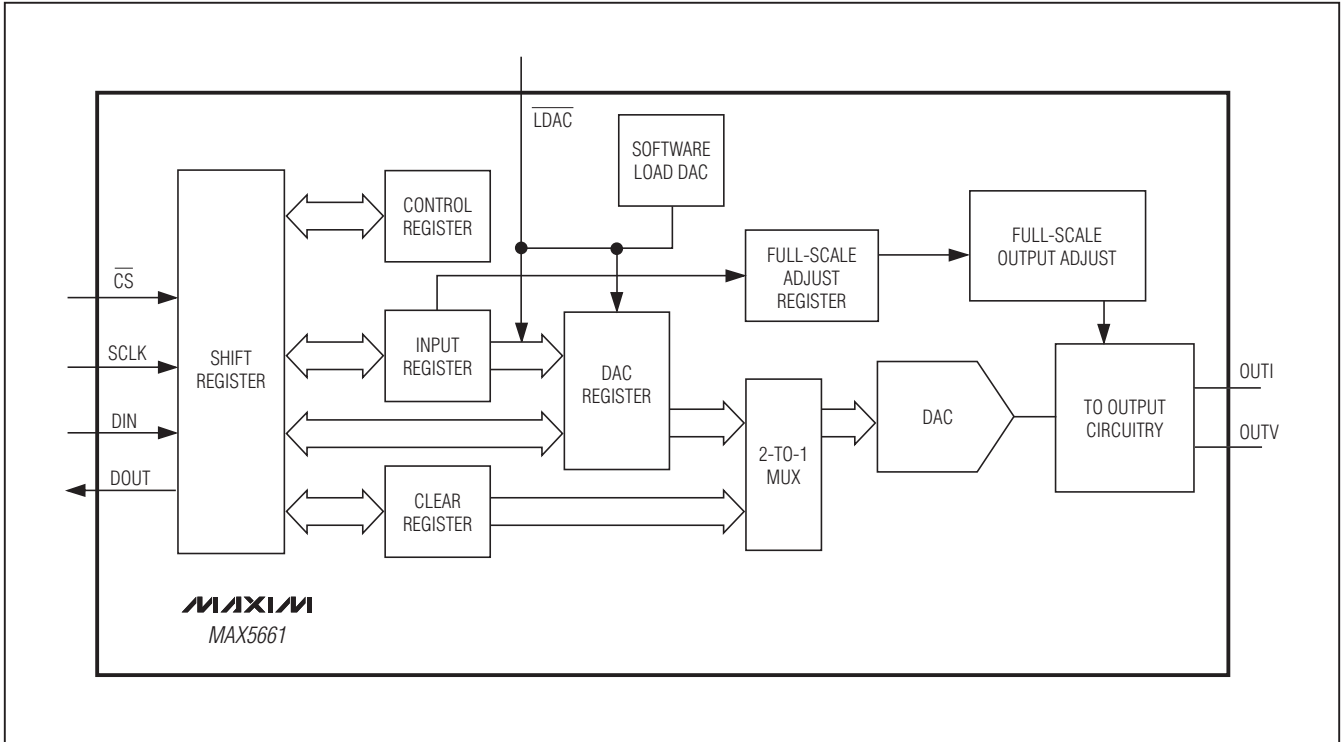 LDAC
SOFTWARE
LOAD DAC
CONTROL
REGISTER
FULL-SCALE
ADJUST
REGISTER
FULL-SCALE
OUTPUT ADJUST
CS
SCLK
DIN
DOUT
SHIFT
REGISTER
INPUT
REGISTER
DAC
REGISTER
CLEAR
REGISTER
2-TO-1
MUX
DAC
TO OUTPUT
CIRCUITRY
OUTI
OUTV
MAXIM
MAX5661